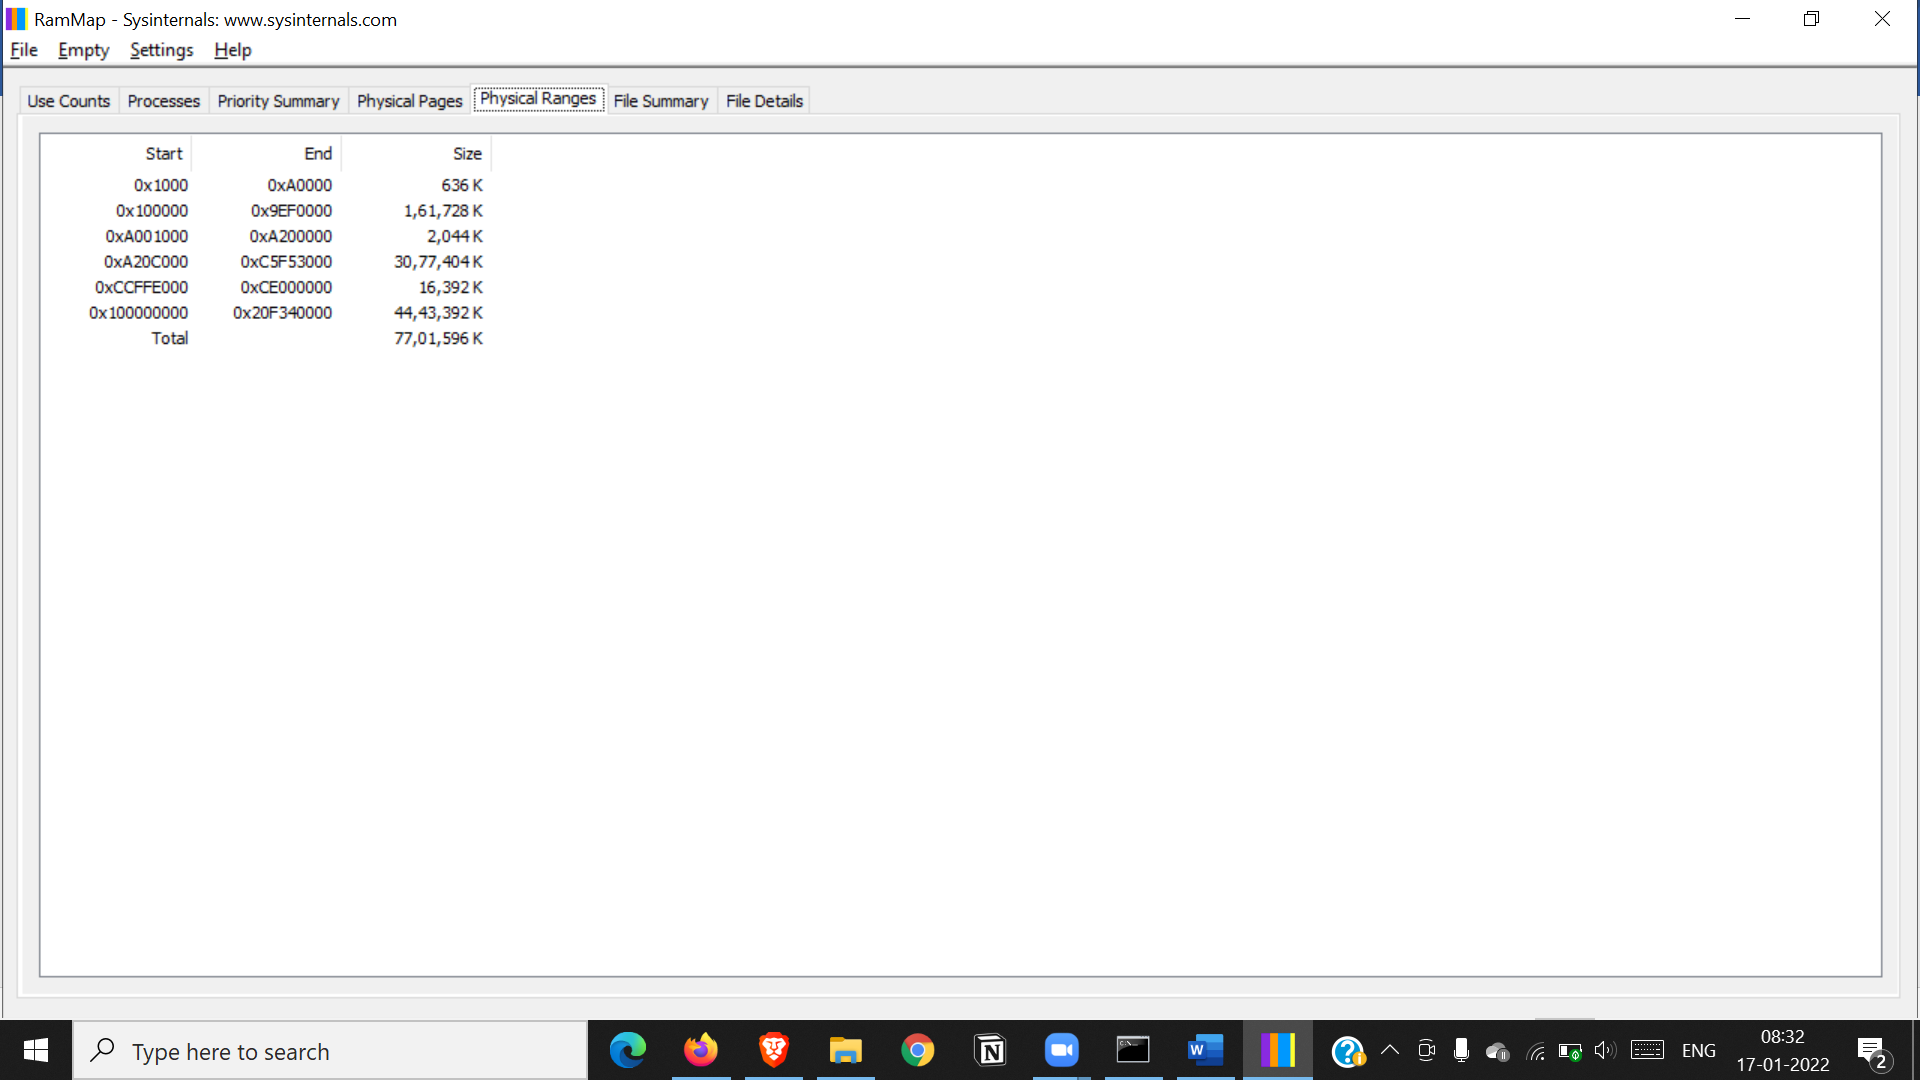 RamMap - Sysinternals: www.sysinternals.com
File Empty Settings Help
Use Counts Processes Priority Summary Physical Pages Physical Ranges File Summary File Details
Start End Size
0x1000 0xA0000 636 K
0x100000 0x9EF0000 1,61,728 K
0xA001000 0xA200000 2,044 K
0xA20C000 0xC5F53000 30,77,404 K
0xCCFFE000 0xCE000000 16,392 K
0x100000000 0x20F340000 44,43,392 K
Total 77,01,596 K
Type here to search
ENG
08:32
17-01-2022
2